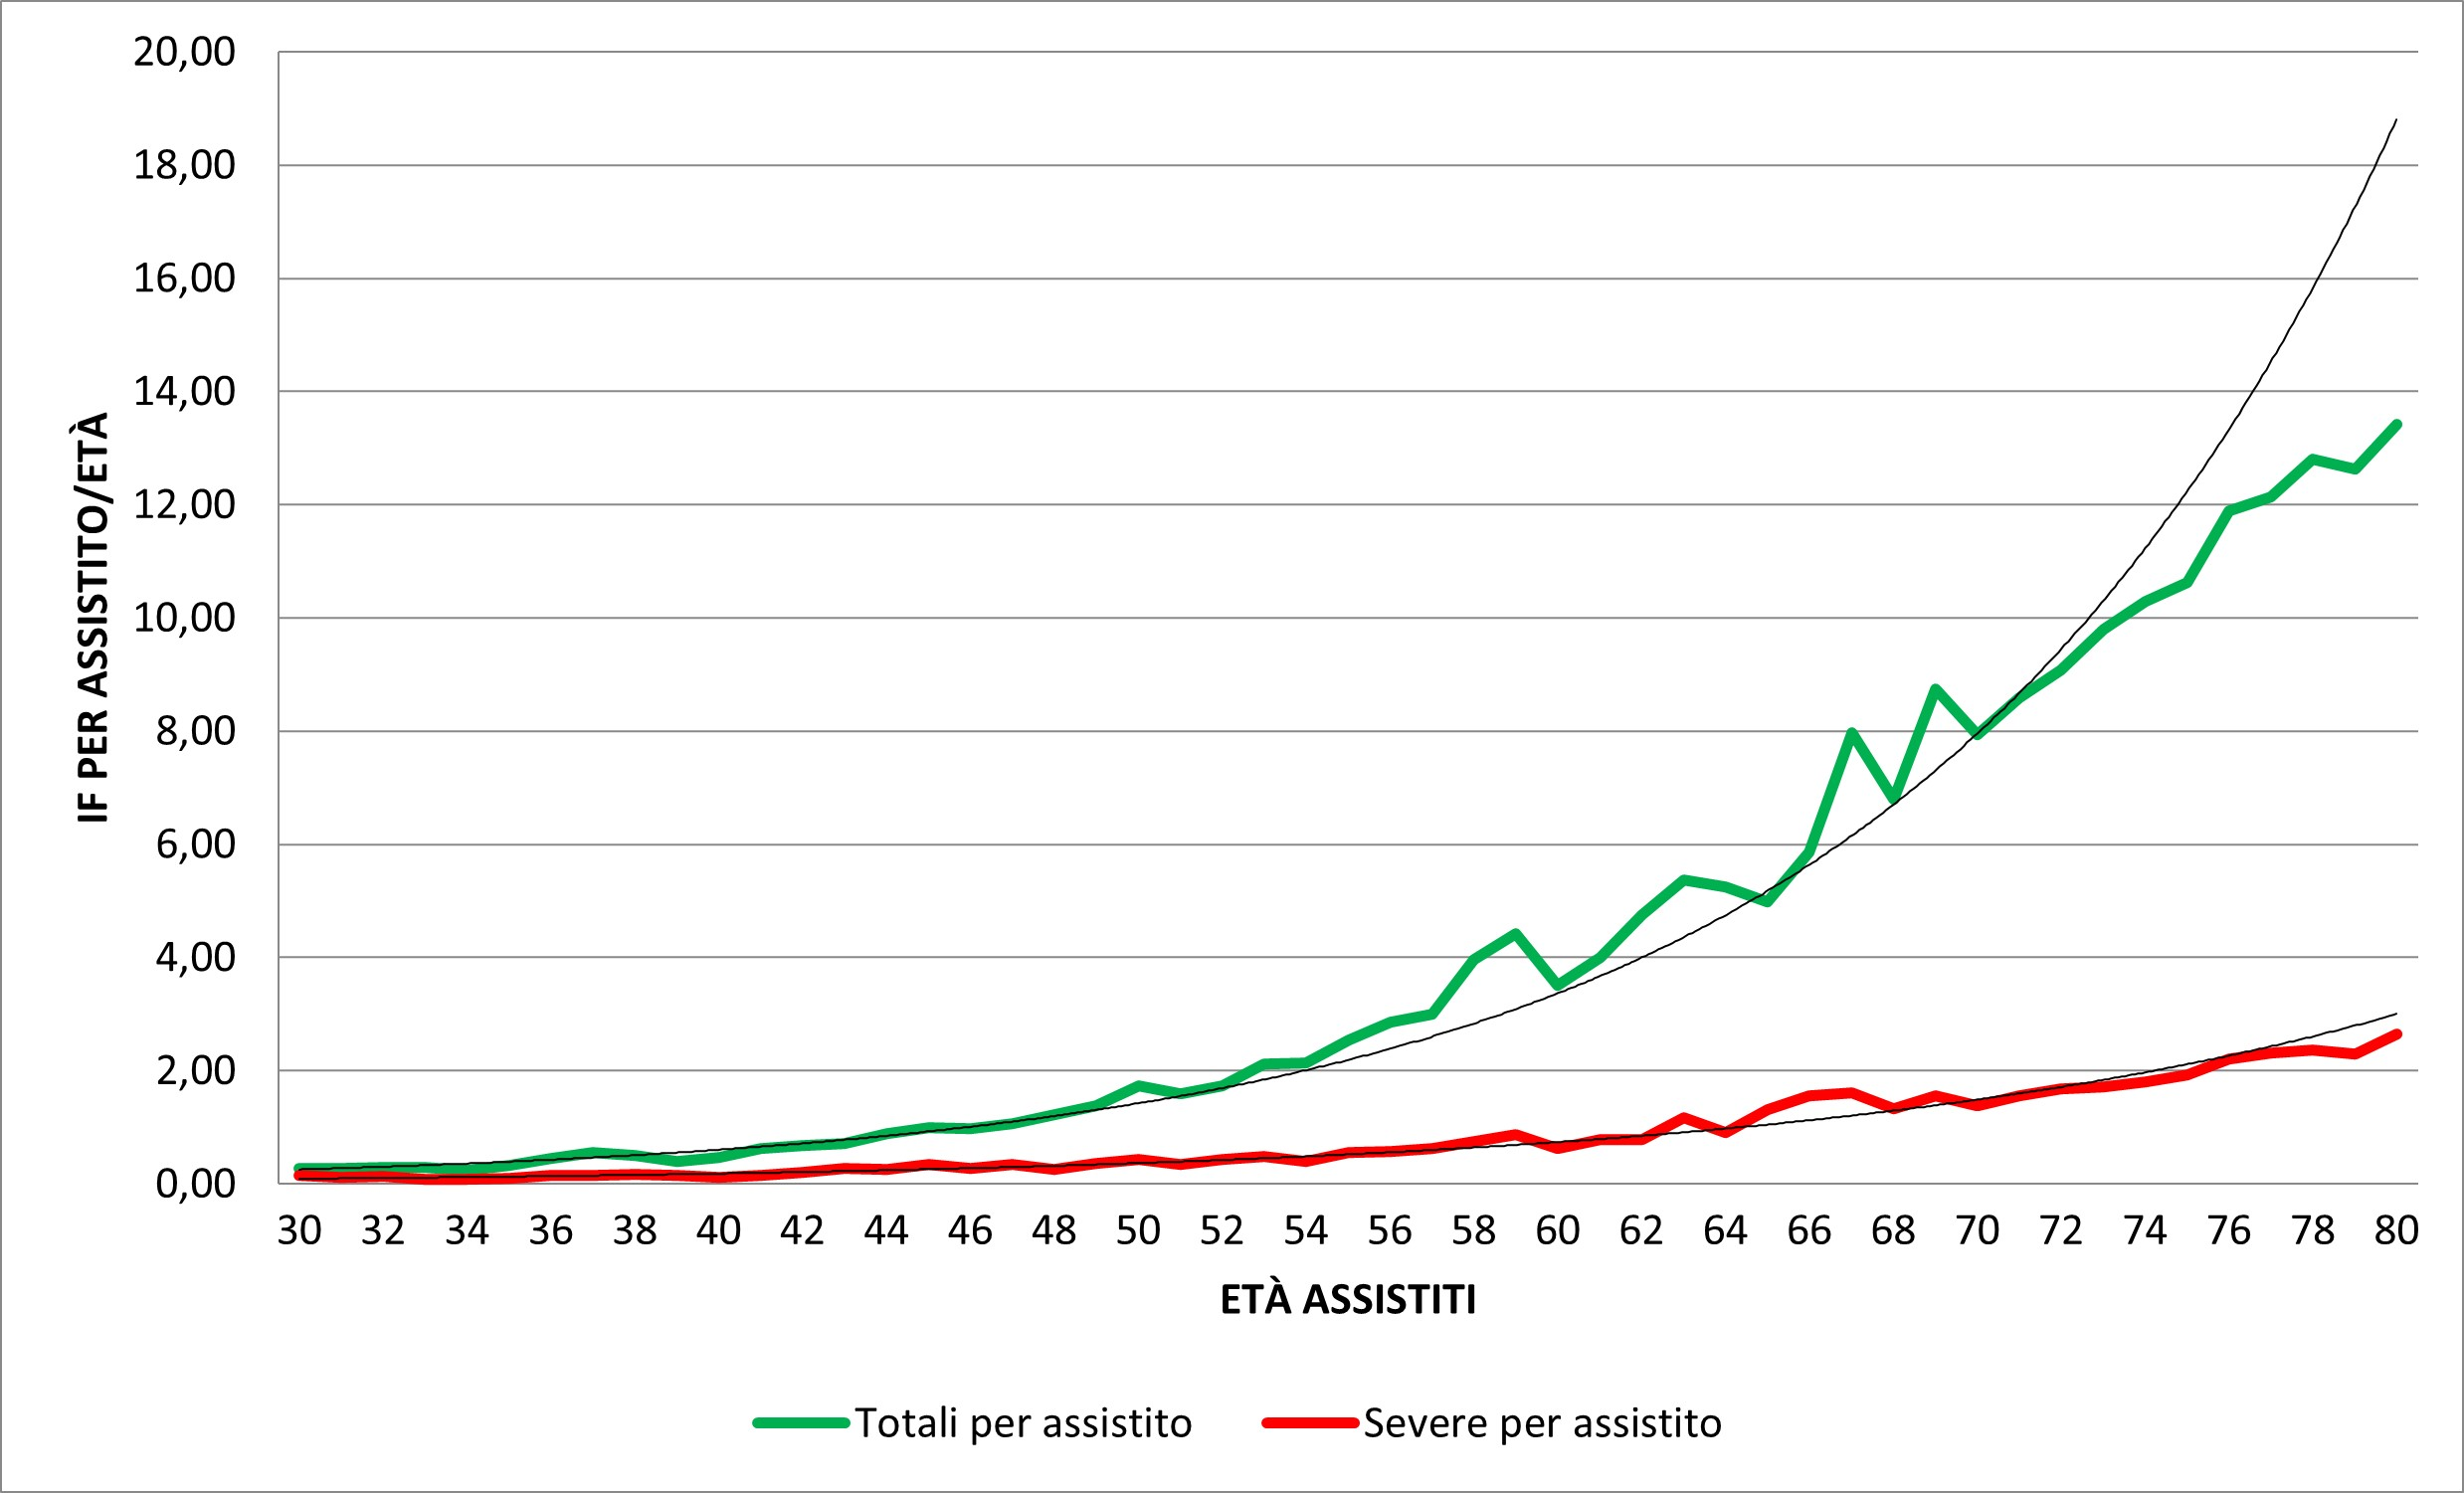 20,00
18,00
16,00
14,00
12,00
10,00
8,00
6,00
4,00
2,00
0,00
IF PER ASSISTITO/ETÀ
30 32 34 36 38 40 42 44 46 48 50 52 54 56 58 60 62 64 66 68 70 72 74 76 78 80
ETÀ ASSISTITI
Totali per assistito Severe per assistito